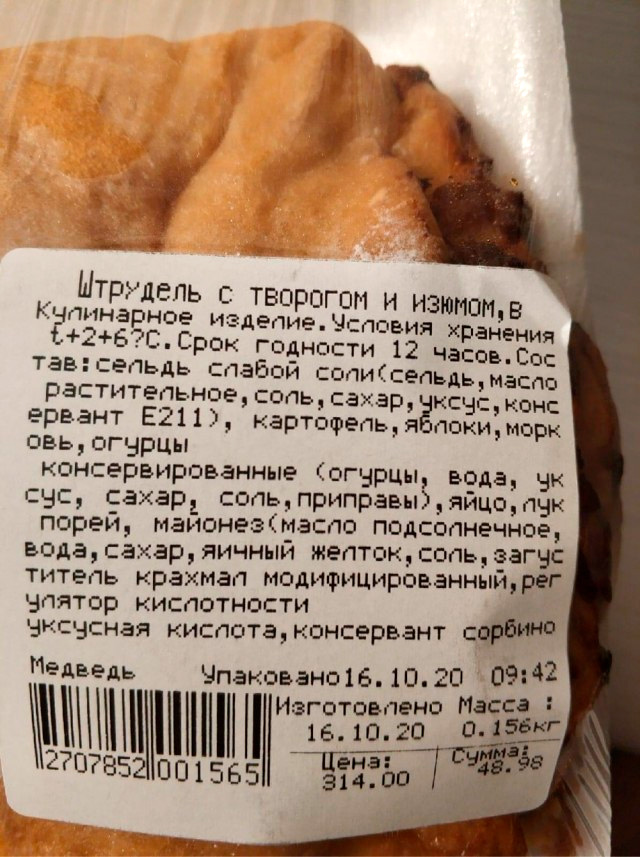 Штрудель с творогом и изюмом,в
Кулинарное изделие.Условия хранения
t+2+6?С.Срок годности 12 часов.Сос
тав:сельдь слабой соли(сельдь,масло
растительное,соль,сахар,уксус,конс
ервант Е211), картофель,яблоки,морк
овь,огурцы
консервированные (огурцы, вода, ук
сус, сахар, соль,приправы),яйцо,лук
порей, майонез(масло подсолнечное,
вода,сахар,яичный желток,соль,загус
титель крахмал модифицированный,рег
улятор кислотности
уксусная кислота,консервант сорбино
Медведь Упаковано16.10.20 09:42
Изготовлено Масса :
16.10.20 0.156кг
Цена: Сумма:
314.00 48.98
2707852001565